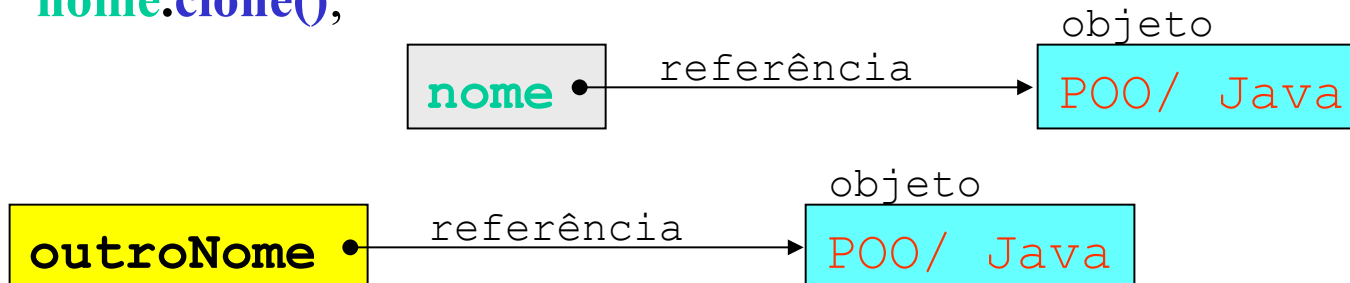 nome.clone();
objeto
nome referência POO/ Java
objeto
outroNome referência POO/ Java